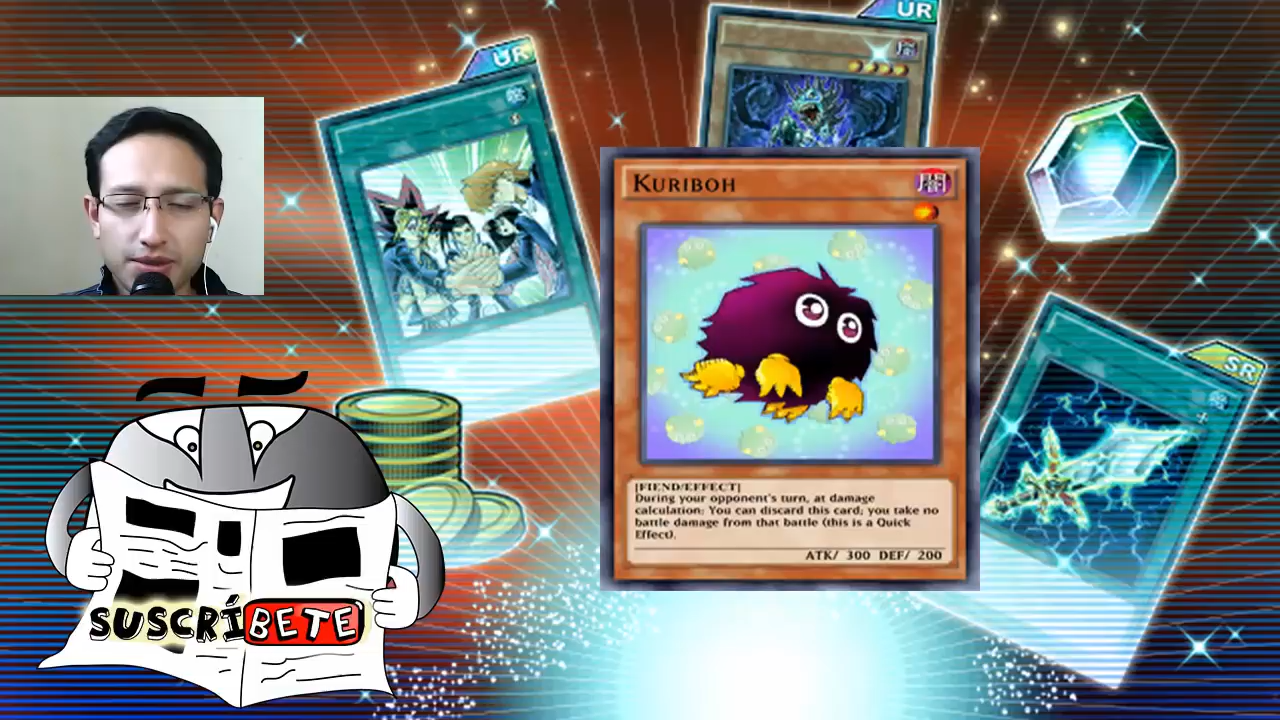 UR
UR
KURIBOH
[FIEND/EFFECT]
During your opponent's turn, at damage
calculation: You can discard this card; you take no
battle damage from that battle (this is a Quick
Effect).
ATK/ 300 DEF/ 200
SR
SUSCRÍBETE